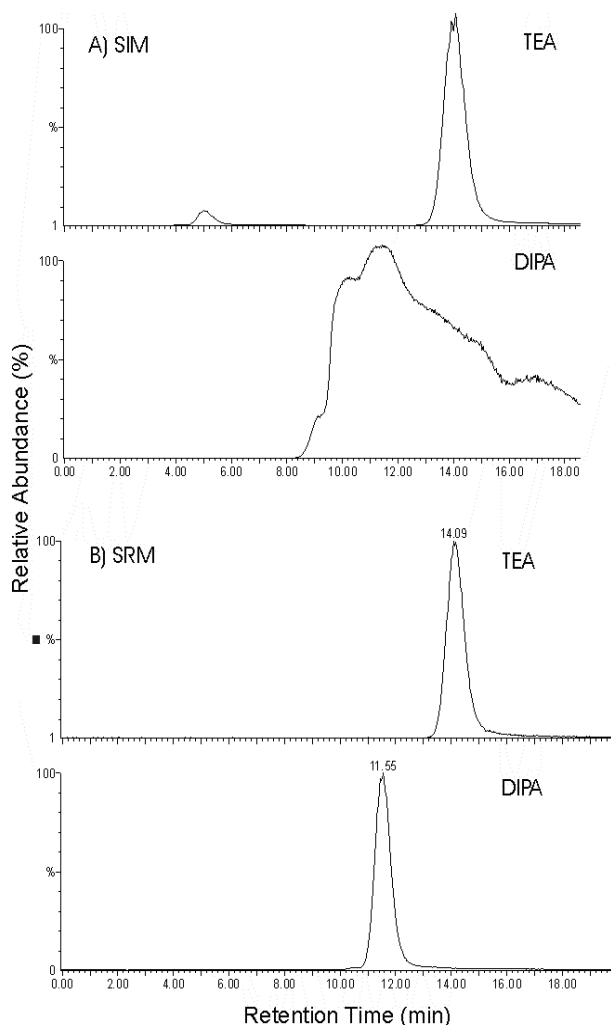 100
A) SIM
TEA
%
1
100
DIPA
%
0
0.00 2.00 4.00 6.00 8.00 10.00 12.00 14.00 16.00 18.00
Relative Abundance (%)
14.09
100
B) SRM
TEA
%
1
11.55
100
DIPA
%
0
0.00 2.00 4.00 6.00 8.00 10.00 12.00 14.00 16.00 18.00
Retention Time (min)